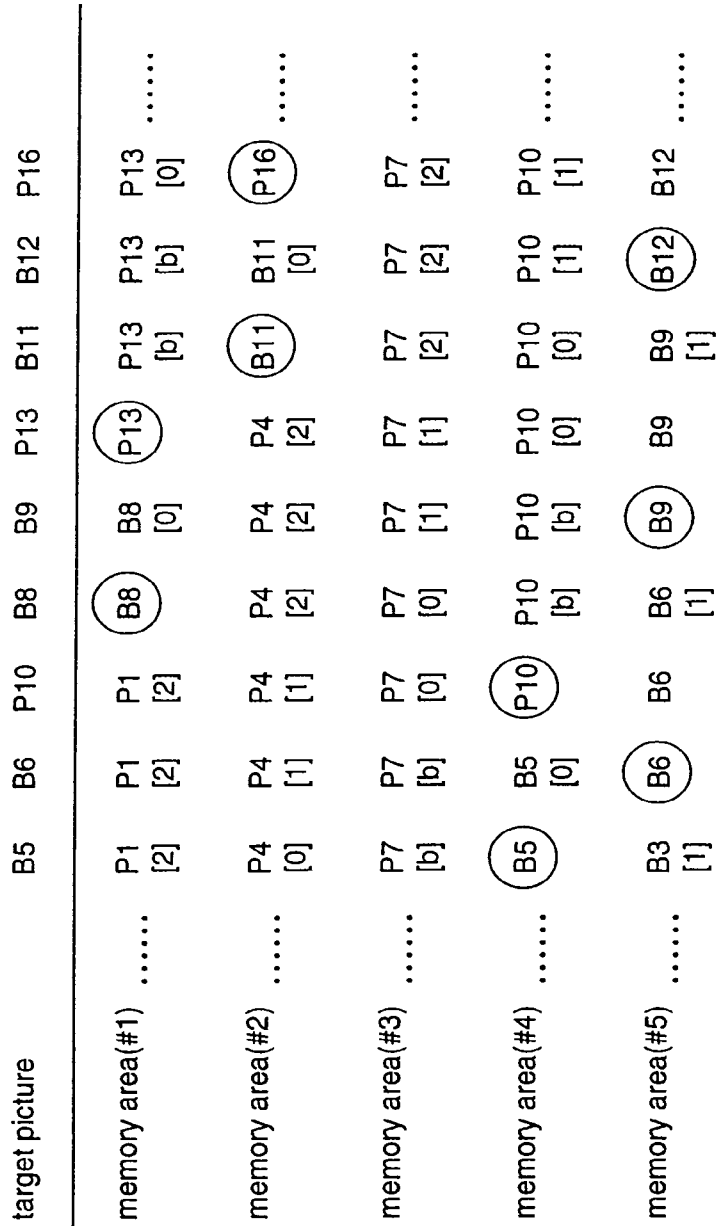 target picture B5 B6 P10 B8 B9 P13 B11 B12 P16
memory area(#1) ...... P1 P1 P1 B8 B8 P13 P13 P13 P13 ......
[2] [2] [2] [0] [b] [b] [0]
memory area(#2) ...... P4 P4 P4 P4 P4 P4 B11 B11 P16 ......
[0] [1] [1] [2] [2] [2] [0]
memory area(#3) ...... P7 P7 P7 P7 P7 P7 P7 P7 P7 ......
[b] [b] [0] [0] [1] [1] [2] [2] [2]
memory area(#4) ...... B5 B5 P10 P10 P10 P10 P10 P10 P10 ......
[0] [b] [b] [0] [0] [1] [1]
memory area(#5) ...... B3 B6 B6 B6 B9 B9 B9 B12 B12 ......
[1] [1] [1]